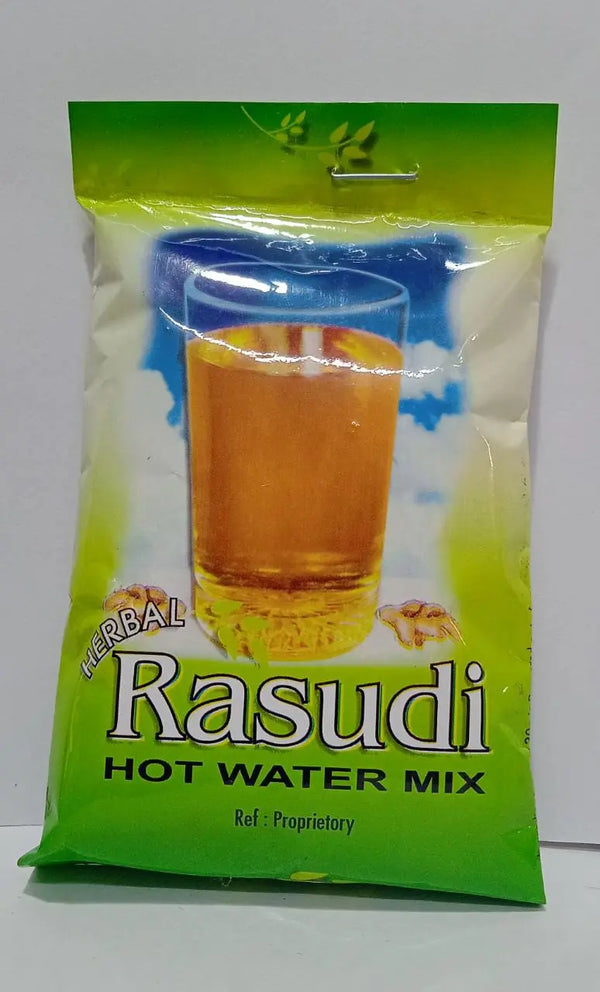 HERBAL
Rasudi
HOT WATER MIX
Ref : Proprietory